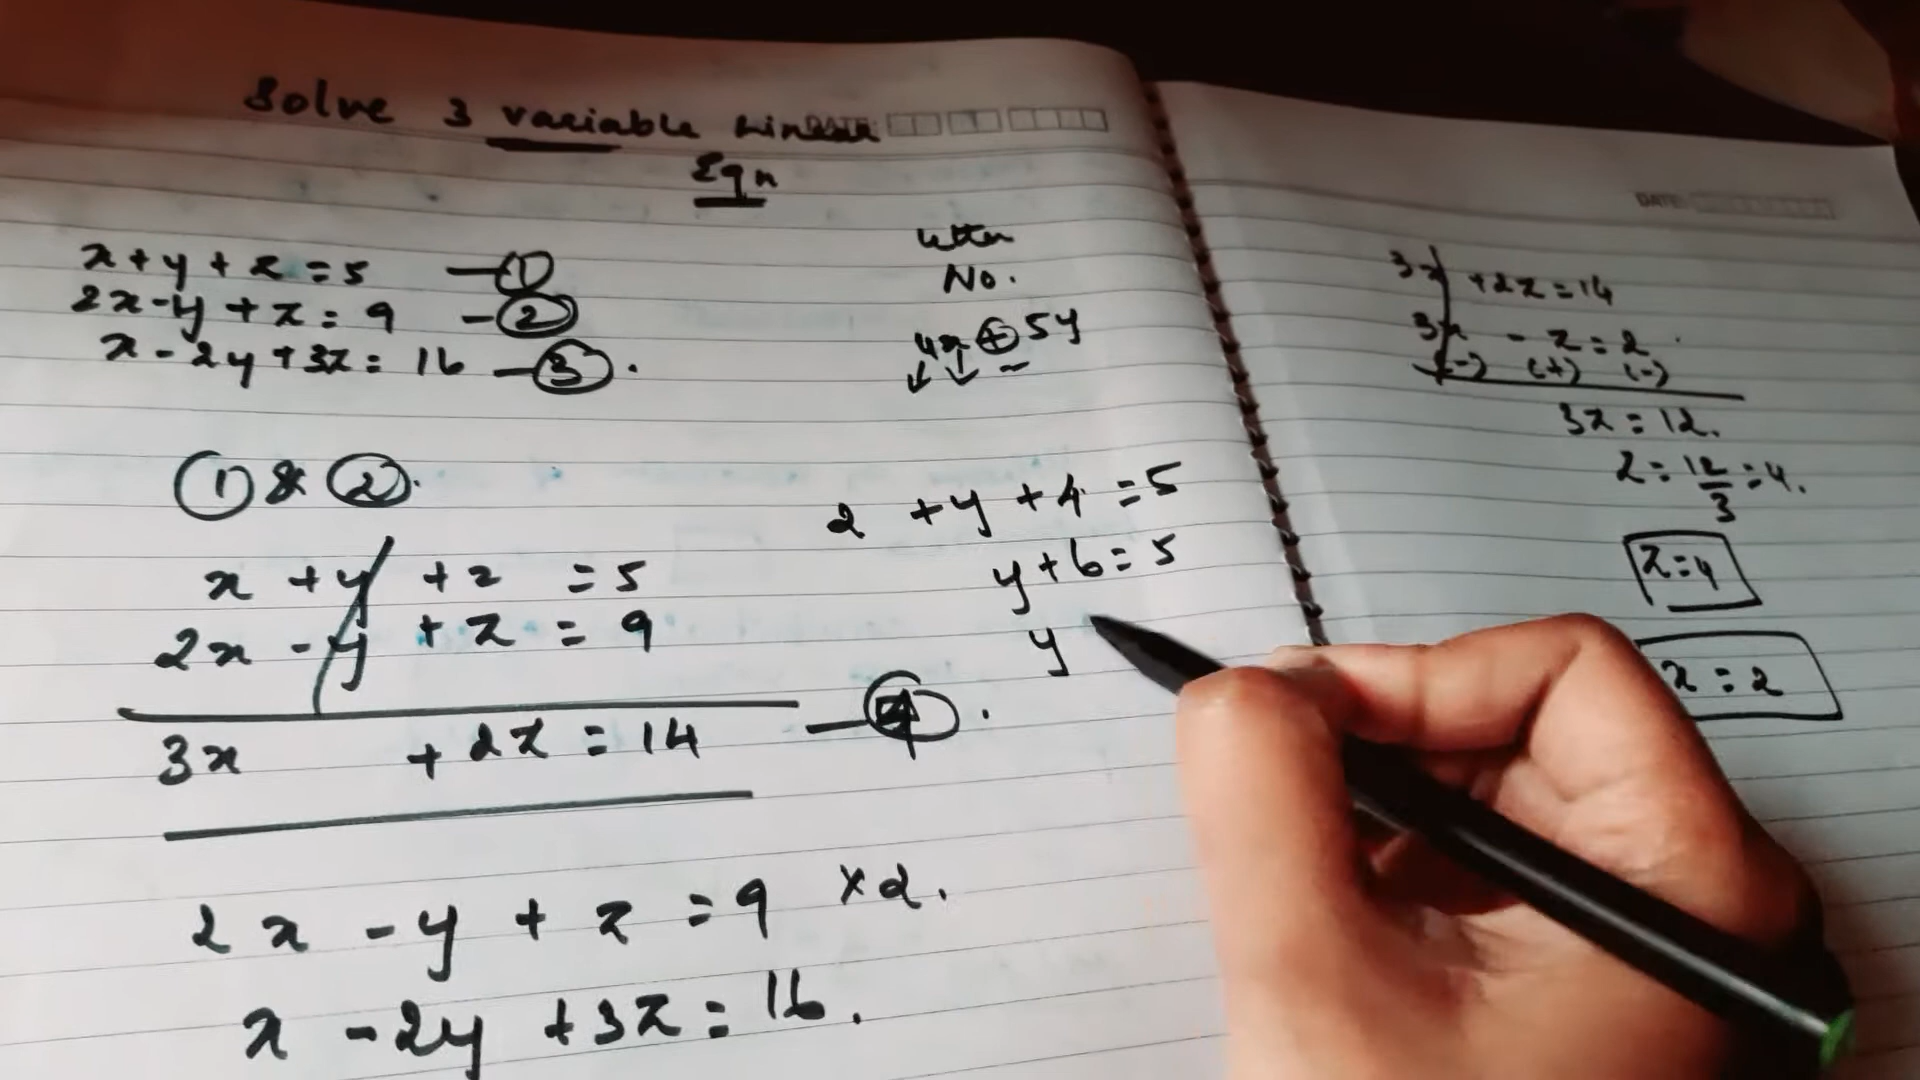 Solve 3 variable Linear
DATE:
Eqn
x + y + z = 5 —①
2x - y + z = 9 —②
x - 2y + 3z = 16 —③.
No.
4x ⊕ 5y
↓ ↓
① & ②.
x + y + z = 5
2x - y + z = 9
3x + 2z = 14 —④.
2x - y + z = 9 ×2.
x - 2y + 3z = 16.
2 + y + 4 = 5
y + 6 = 5
y
DATE:
3x + 2z = 14
3x - z = 2
(-) (+) (-)
3z = 12.
z = 12/3 = 4.
z = 4
x = 2